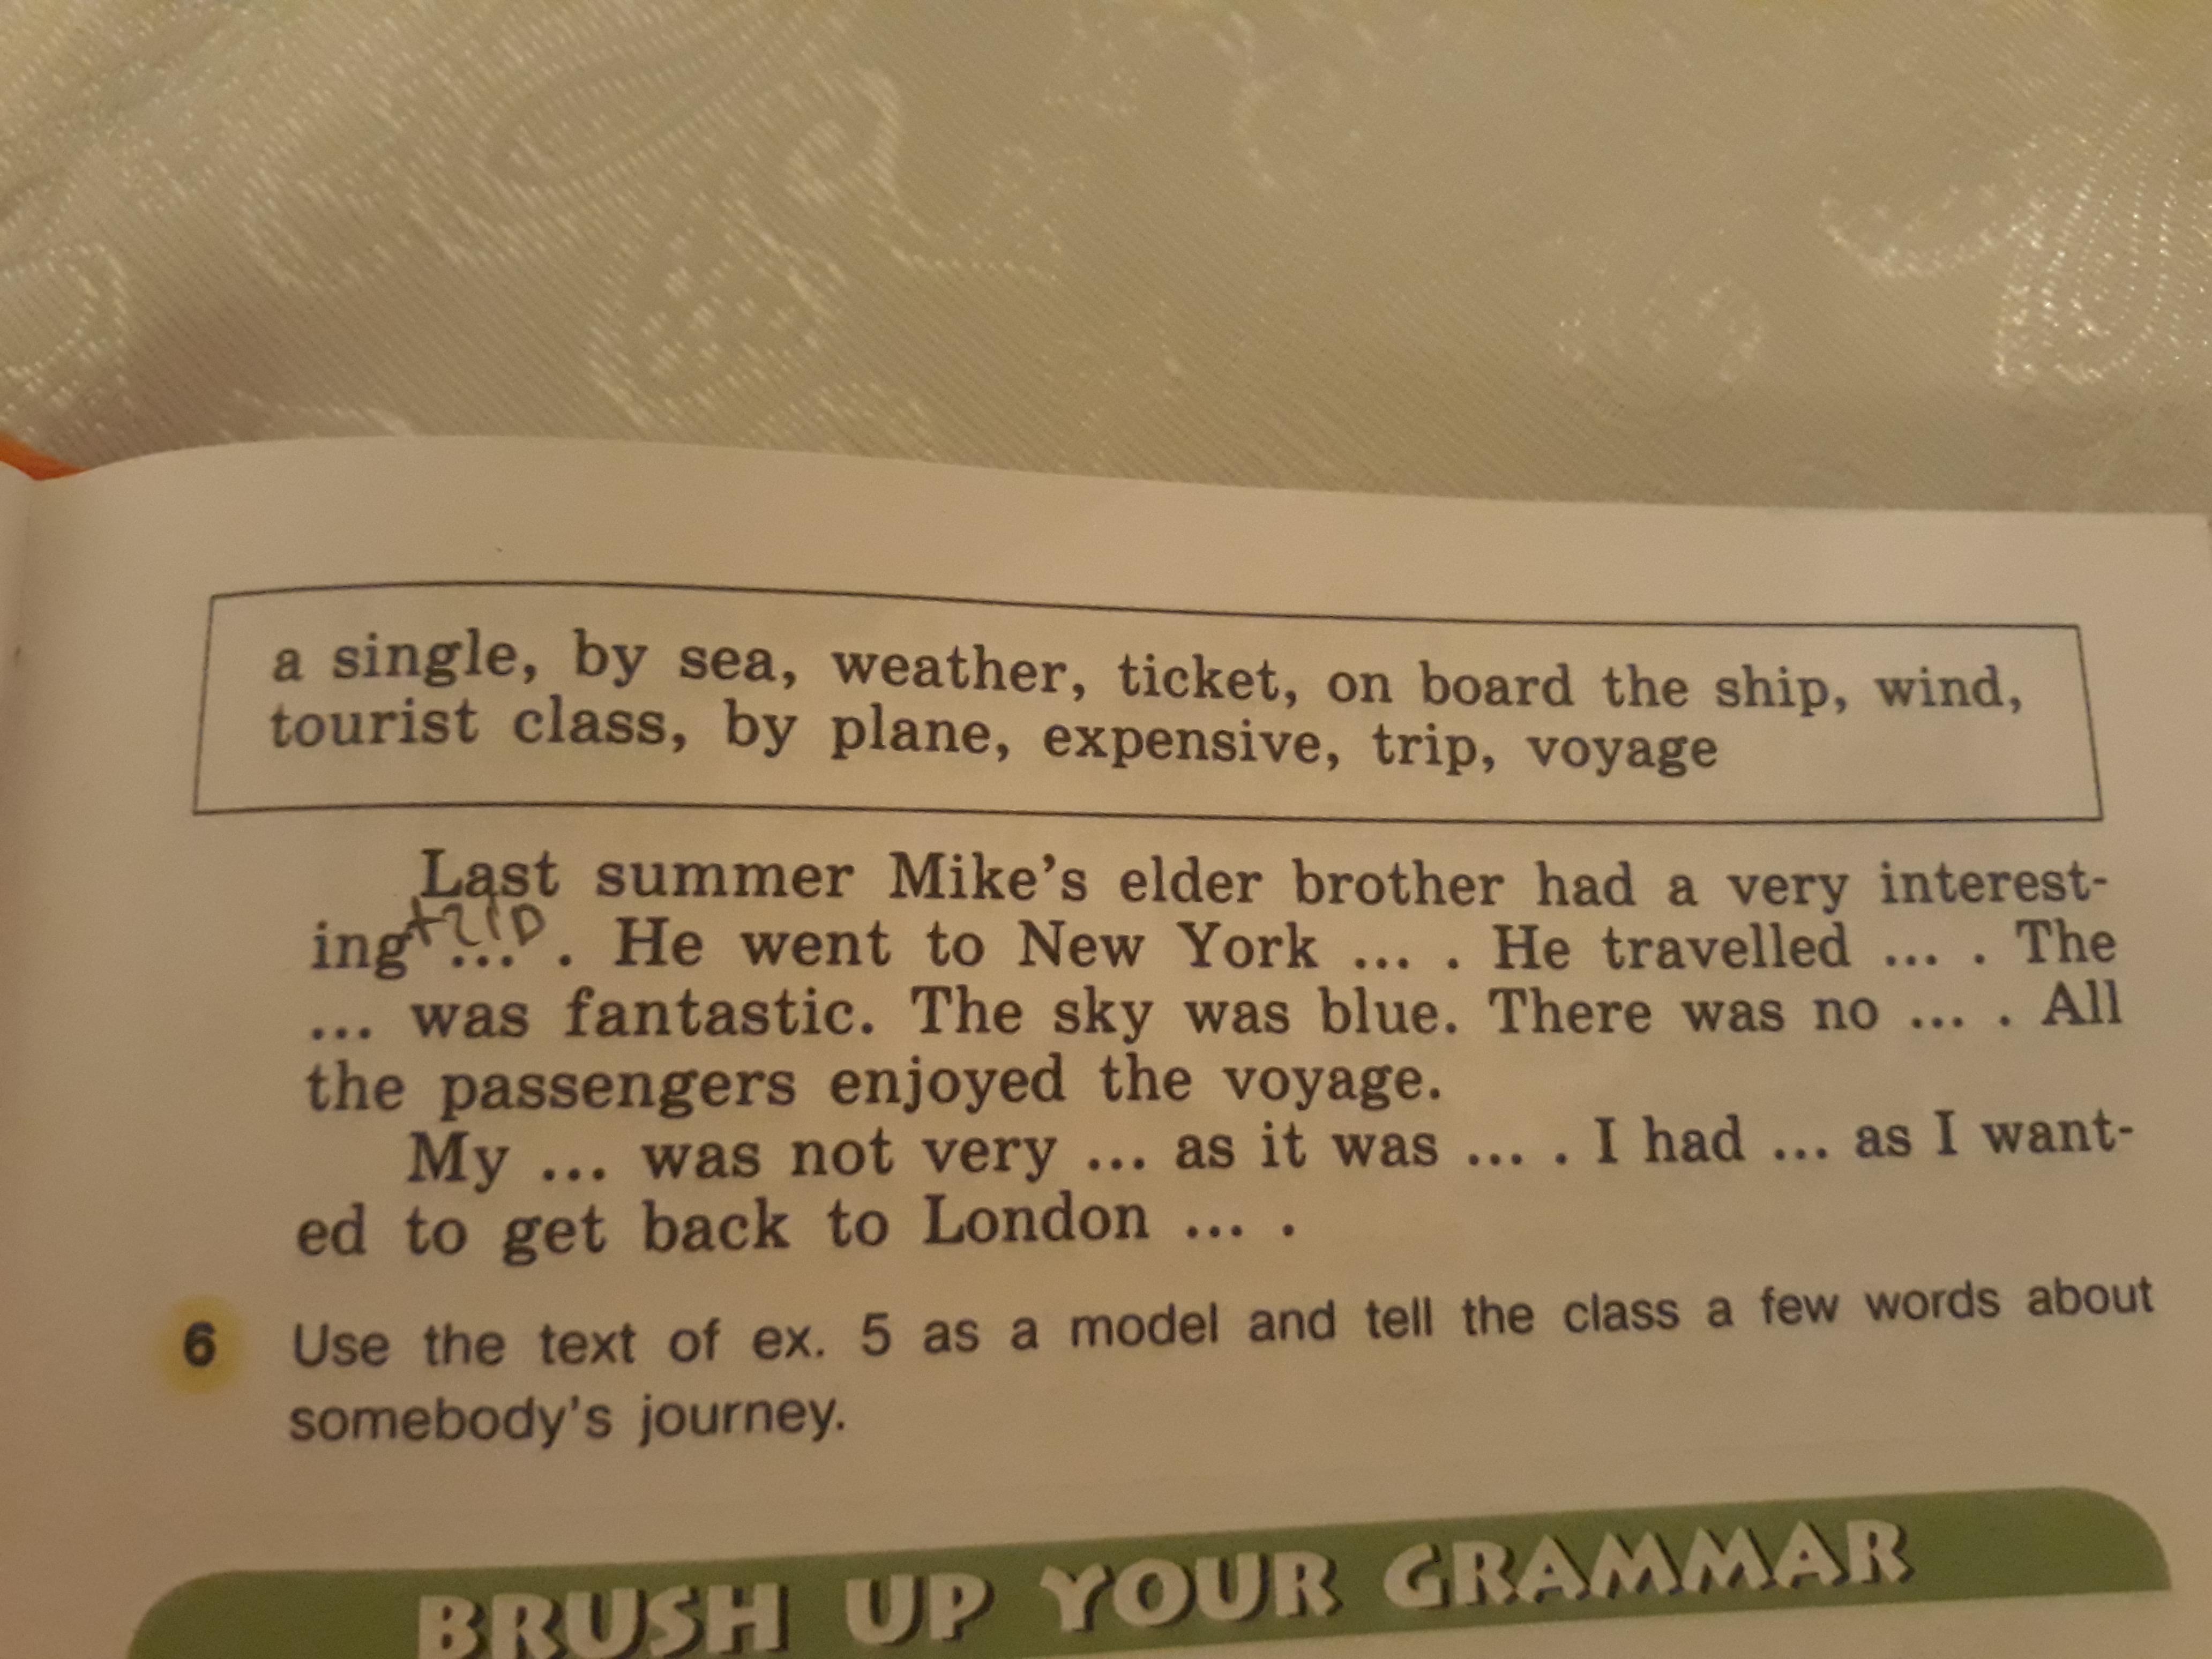 a single, by sea, weather, ticket, on board the ship, wind,
tourist class, by plane, expensive, trip, voyage
Last summer Mike's elder brother had a very interest-
trip
ing ... . He went to New York ... . He travelled ... . The
... was fantastic. The sky was blue. There was no ... . All
the passengers enjoyed the voyage.
My ... was not very ... as it was ... . I had ... as I want-
ed to get back to London ... .
6 Use the text of ex. 5 as a model and tell the class a few words about
somebody's journey.
BRUSH UP YOUR GRAMMAR